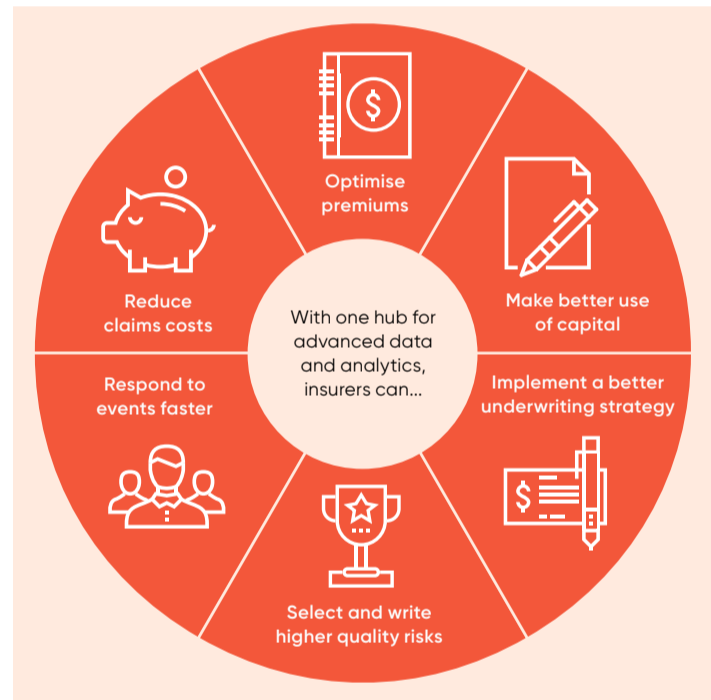 With one hub for
advanced data
and analytics,
insurers can...
Optimise
premiums
Make better use
of capital
Implement a better
underwriting strategy
Select and write
higher quality risks
Respond to
events faster
Reduce
claims costs
$
$